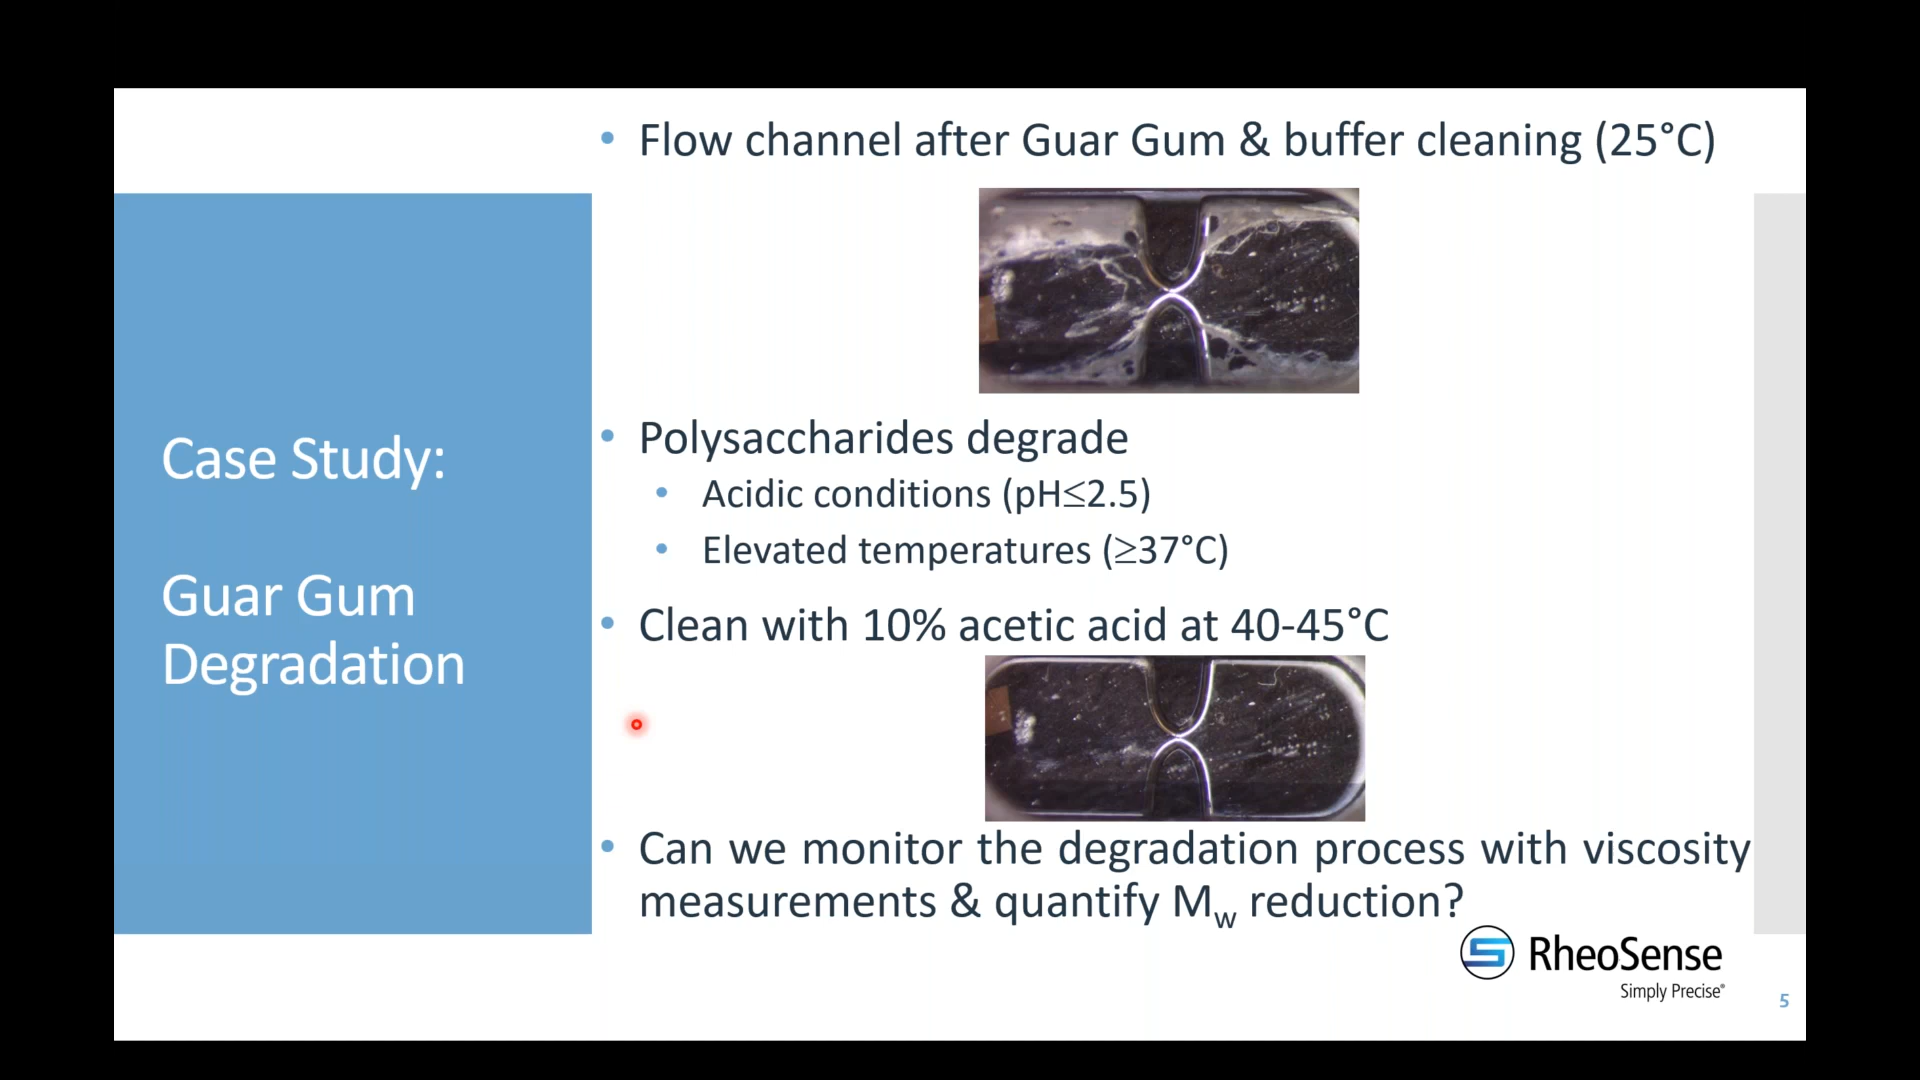 Case Study:
Guar Gum
Degradation
• Flow channel after Guar Gum & buffer cleaning (25°C)
• Polysaccharides degrade
• Acidic conditions (pH≤2.5)
• Elevated temperatures (≥37°C)
• Clean with 10% acetic acid at 40-45°C
• Can we monitor the degradation process with viscosity
measurements & quantify Mw reduction?
RheoSense
Simply Precise®
5